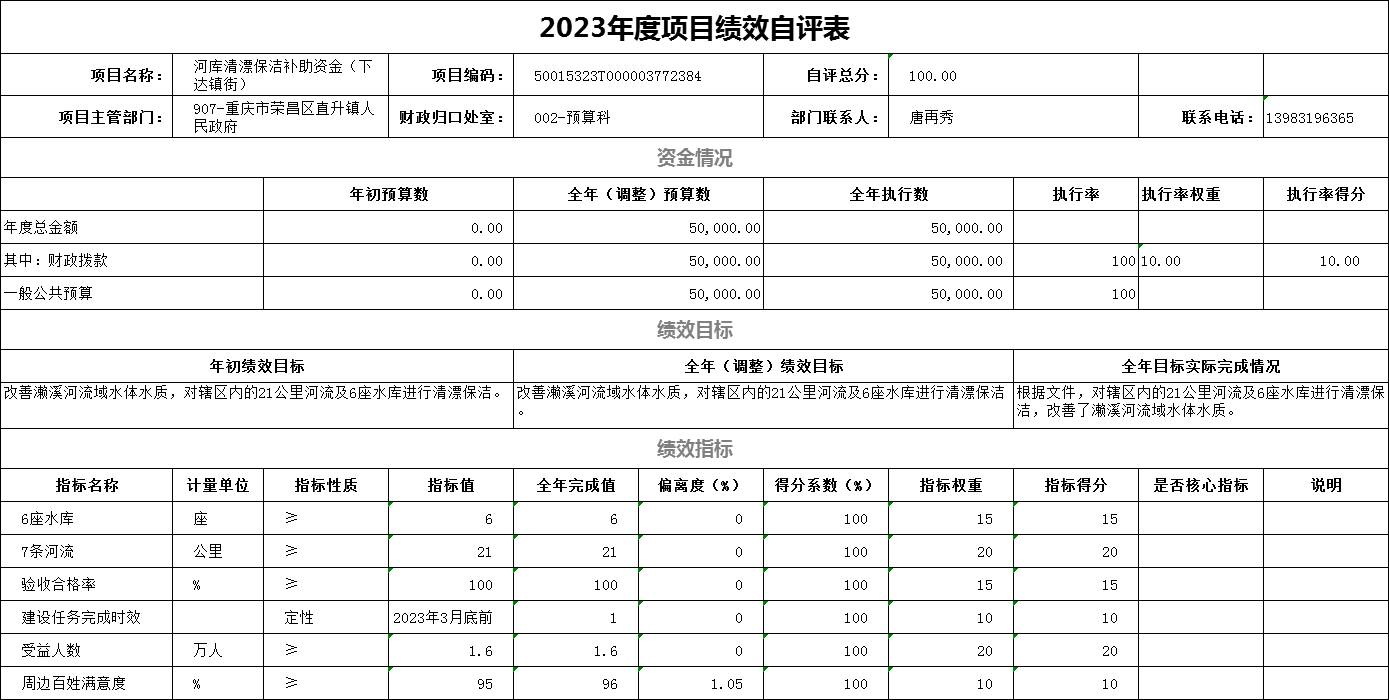 2023年度项目绩效自评表
项目名称： 河库清漂保洁补助资金（下达镇街） 项目编码： 50015323T000003772384 自评总分： 100.00
项目主管部门： 907-重庆市荣昌区直升镇人民政府 财政归口处室： 002-预算科 部门联系人： 唐再秀 联系电话： 13983196365
资金情况
年初预算数 全年（调整）预算数 全年执行数 执行率 执行率权重 执行率得分
年度总金额 0.00 50,000.00 50,000.00
其中：财政拨款 0.00 50,000.00 50,000.00 100 10.00 10.00
一般公共预算 0.00 50,000.00 50,000.00 100
绩效目标
年初绩效目标 全年（调整）绩效目标 全年目标实际完成情况
改善濑溪河流域水体水质，对辖区内的21公里河流及6座水库进行清漂保洁。 改善濑溪河流域水体水质，对辖区内的21公里河流及6座水库进行清漂保洁。 根据文件，对辖区内的21公里河流及6座水库进行清漂保洁，改善了濑溪河流域水体水质。
绩效指标
指标名称 计量单位 指标性质 指标值 全年完成值 偏离度（%） 得分系数（%） 指标权重 指标得分 是否核心指标 说明
6座水库 座 ≥ 6 6 0 100 15 15
7条河流 公里 ≥ 21 21 0 100 20 20
验收合格率 % ≥ 100 100 0 100 15 15
建设任务完成时效 定性 2023年3月底前 1 0 100 10 10
受益人数 万人 ≥ 1.6 1.6 0 100 20 20
周边百姓满意度 % ≥ 95 96 1.05 100 10 10